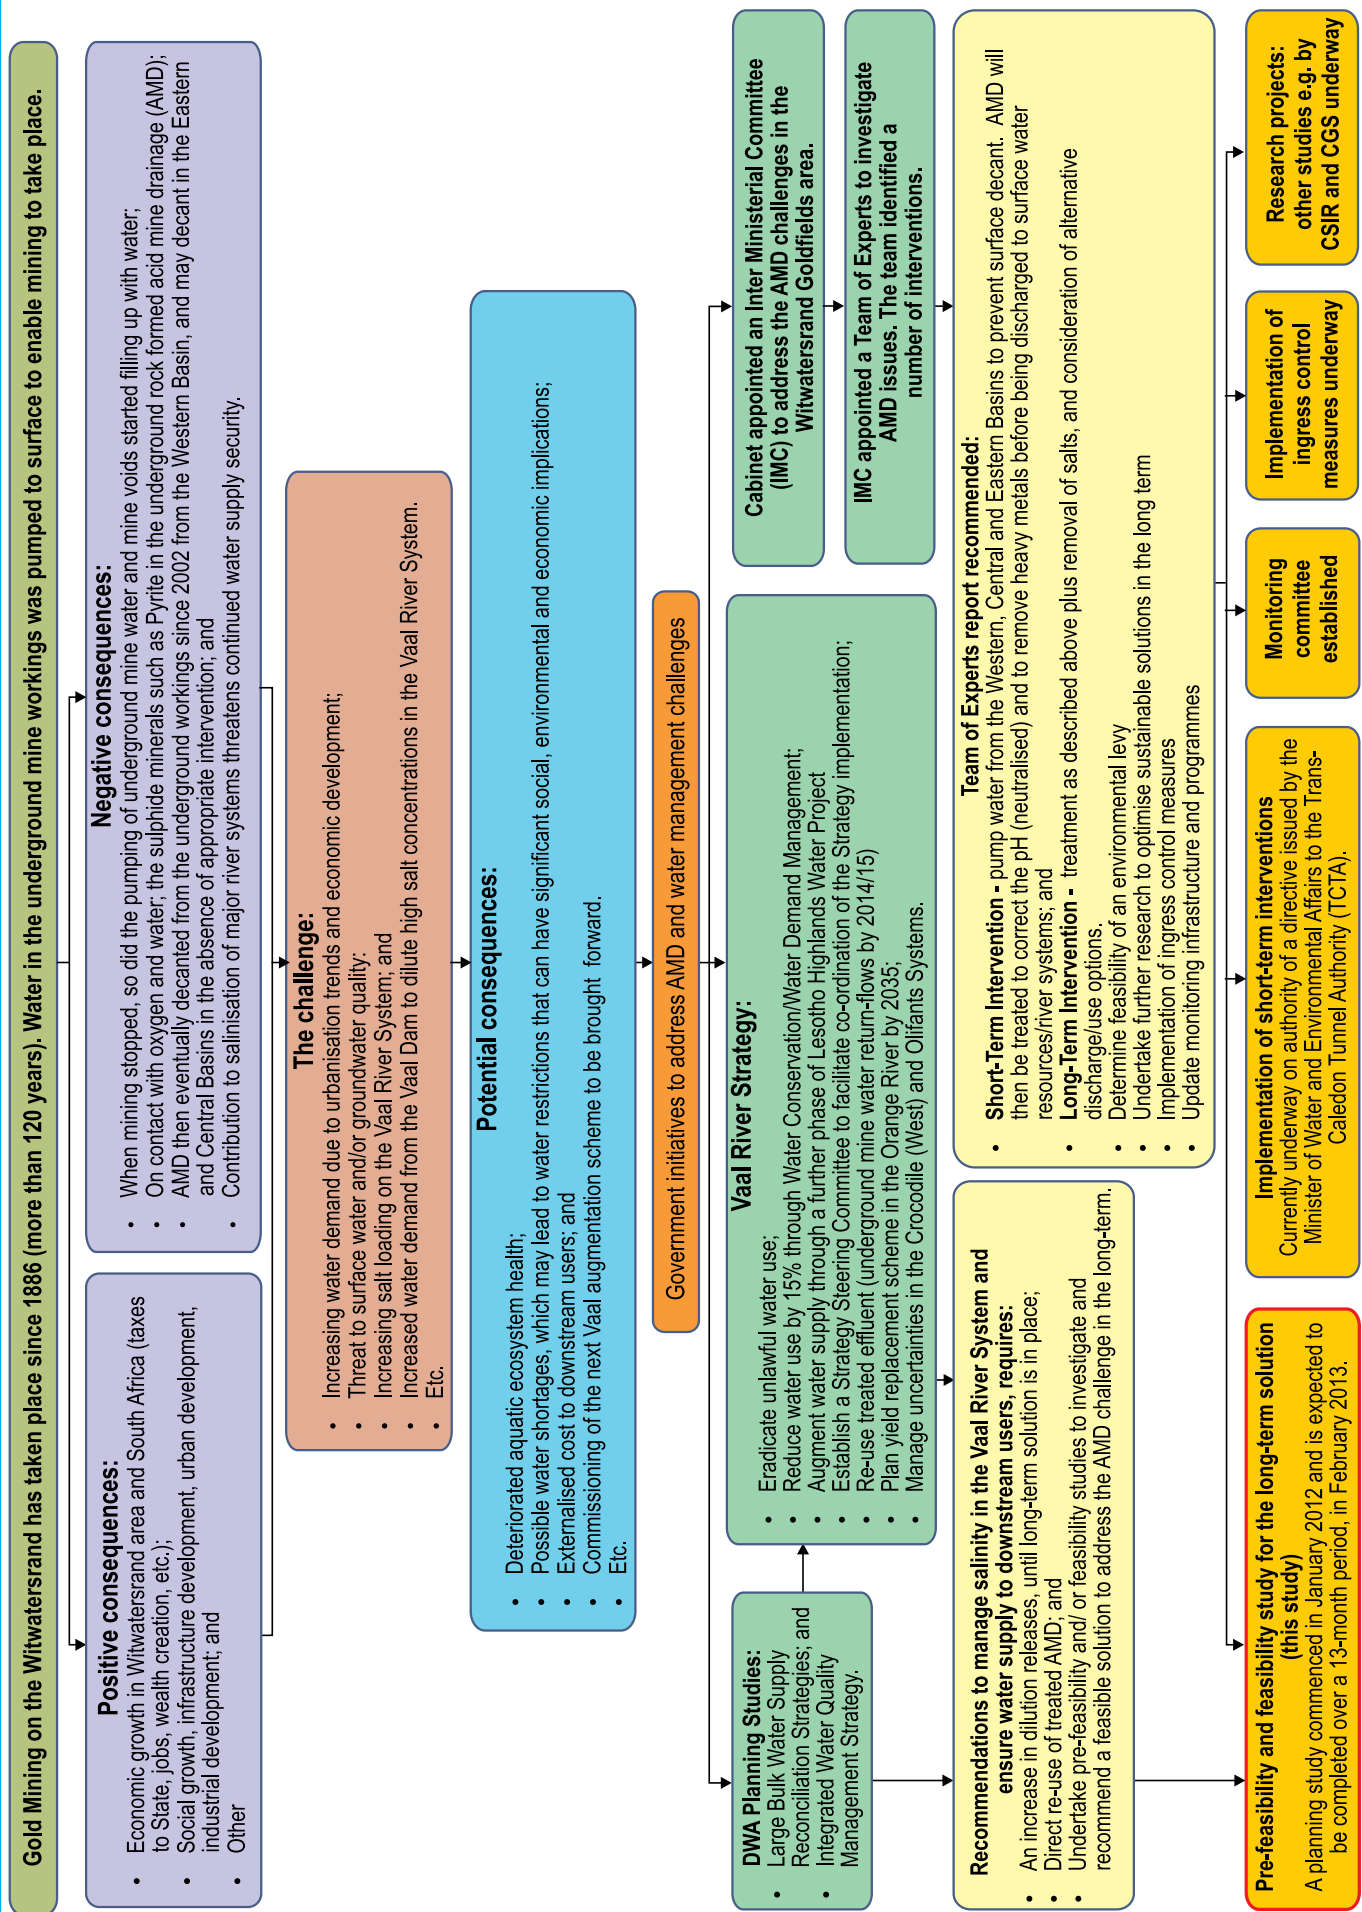 Gold Mining on the Witwatersrand has taken place since 1886 (more than 120 years). Water in the underground mine workings was pumped to surface to enable mining to take place.
Positive consequences:
• Economic growth in Witwatersrand area and South Africa (taxes
to State, jobs, wealth creation, etc.);
• Social growth, infrastructure development, urban development,
industrial development; and
• Other
Negative consequences:
• When mining stopped, so did the pumping of underground mine water and mine voids started filling up with water;
• On contact with oxygen and water; the sulphide minerals such as Pyrite in the underground rock formed acid mine drainage (AMD);
• AMD then eventually decanted from the underground workings since 2002 from the Western Basin, and may decant in the Eastern
and Central Basins in the absence of appropriate intervention; and
• Contribution to salinisation of major river systems threatens continued water supply security.
The challenge:
• Increasing water demand due to urbanisation trends and economic development;
• Threat to surface water and/or groundwater quality:
• Increasing salt loading on the Vaal River System; and
• Increased water demand from the Vaal Dam to dilute high salt concentrations in the Vaal River System.
• Etc.
Potential consequences:
• Deteriorated aquatic ecosystem health;
• Possible water shortages, which may lead to water restrictions that can have significant social, environmental and economic implications;
• Externalised cost to downstream users; and
• Commissioning of the next Vaal augmentation scheme to be brought forward.
• Etc.
Government initiatives to address AMD and water management challenges
DWA Planning Studies:
• Large Bulk Water Supply
Reconciliation Strategies; and
• Integrated Water Quality
Management Strategy.
Vaal River Strategy:
• Eradicate unlawful water use;
• Reduce water use by 15% through Water Conservation/Water Demand Management;
• Augment water supply through a further phase of Lesotho Highlands Water Project
• Establish a Strategy Steering Committee to facilitate co-ordination of the Strategy implementation;
• Re-use treated effluent (underground mine water return-flows by 2014/15)
• Plan yield replacement scheme in the Orange River by 2035;
• Manage uncertainties in the Crocodile (West) and Olifants Systems.
Cabinet appointed an Inter Ministerial Committee
(IMC) to address the AMD challenges in the
Witwatersrand Goldfields area.
IMC appointed a Team of Experts to investigate
AMD issues. The team identified a
number of interventions.
Recommendations to manage salinity in the Vaal River System and
ensure water supply to downstream users, requires:
• An increase in dilution releases, until long-term solution is in place;
• Direct re-use of treated AMD; and
• Undertake pre-feasibility and/ or feasibility studies to investigate and
recommend a feasible solution to address the AMD challenge in the long-term.
Team of Experts report recommended:
• Short-Term Intervention - pump water from the Western, Central and Eastern Basins to prevent surface decant. AMD will
then be treated to correct the pH (neutralised) and to remove heavy metals before being discharged to surface water
resources/river systems; and
• Long-Term Intervention - treatment as described above plus removal of salts, and consideration of alternative
discharge/use options.
• Determine feasibility of an environmental levy
• Undertake further research to optimise sustainable solutions in the long term
• Implementation of ingress control measures
• Update monitoring infrastructure and programmes
Pre-feasibility and feasibility study for the long-term solution
(this study)
A planning study commenced in January 2012 and is expected to
be completed over a 13-month period, in February 2013.
Implementation of short-term interventions
Currently underway on authority of a directive issued by the
Minister of Water and Environmental Affairs to the Trans-
Caledon Tunnel Authority (TCTA).
Monitoring
committee
established
Implementation of
ingress control
measures underway
Research projects:
other studies e.g. by
CSIR and CGS underway